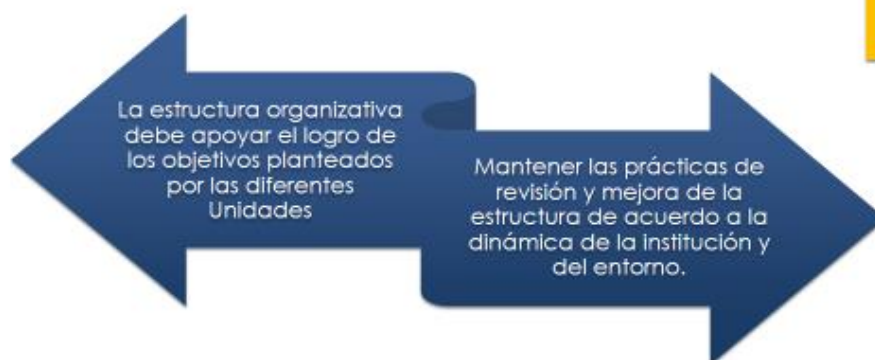 La estructura organizativa
debe apoyar el logro de
los objetivos planteados
por las diferentes
Unidades
Mantener las prácticas de
revisión y mejora de la
estructura de acuerdo a la
dinámica de la institución y
del entorno.